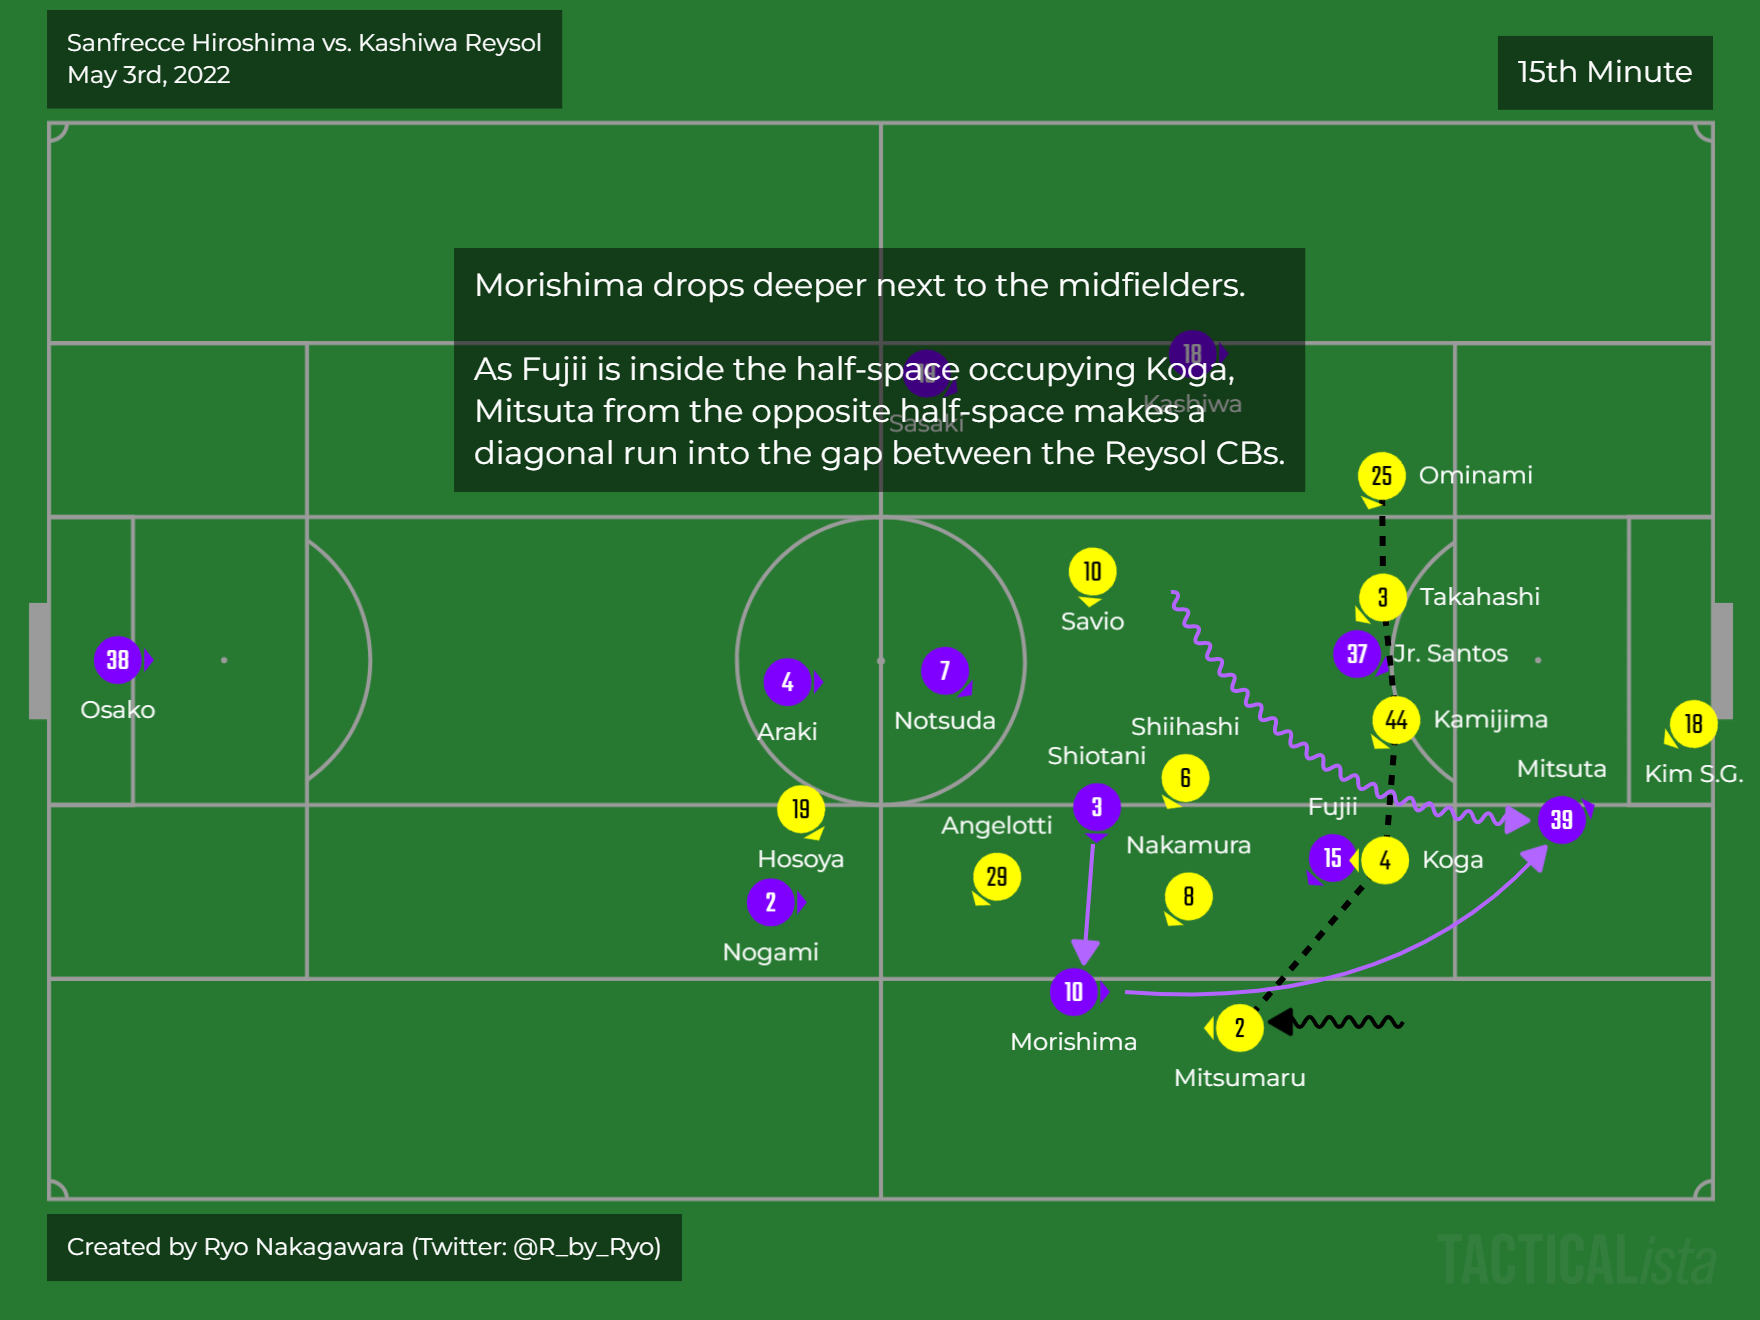 Sanfrecce Hiroshima vs. Kashiwa Reysol
May 3rd, 2022
15th Minute
Morishima drops deeper next to the midfielders.
As Fujii is inside the half-space occupying Koga,
Mitsuta from the opposite half-space makes a
diagonal run into the gap between the Reysol CBs.
18
Kashiwa
Sasaki
25
Ominami
10
Savio
3
Takahashi
37
Jr. Santos
38
Osako
4
Araki
7
Notsuda
44
Kamijima
18
Kim S.G.
Shiihashi
6
Shiotani
3
Mitsuta
39
19
Hosoya
Angelotti
29
Nakamura
8
Fujii
15
4
Koga
2
Nogami
10
Morishima
2
Mitsumaru
Created by Ryo Nakagawara (Twitter: @R_by_Ryo)
TACTICALista